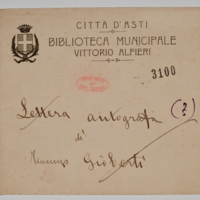 CITTÀ D'ASTI
BIBLIOTECA MUNICIPALE
VITTORIO ALFIERI
3100
Lettera autografa (?)
di
Gioberti